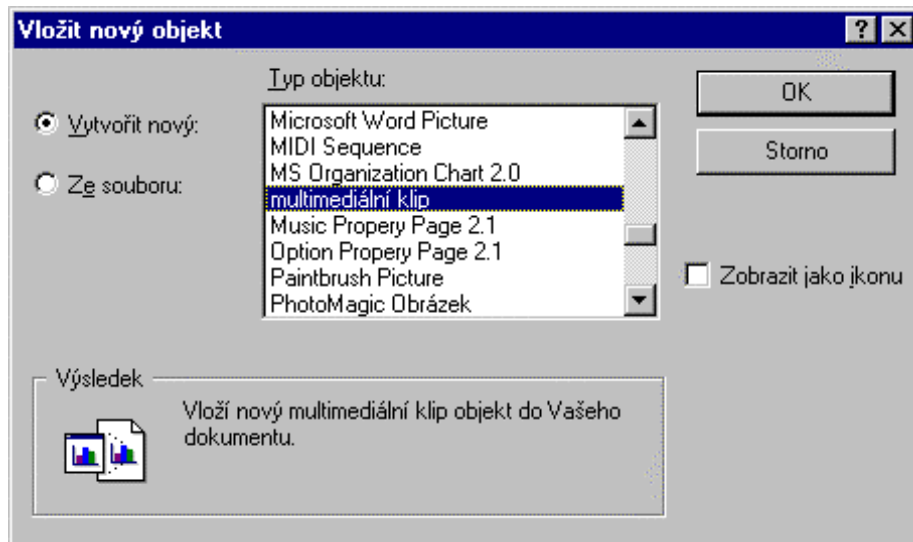 Vložit nový objekt
Typ objektu:
Vytvořit nový:
Ze souboru:
Microsoft Word Picture
MIDI Sequence
MS Organization Chart 2.0
multimediální klip
Music Propery Page 2.1
Option Propery Page 2.1
Paintbrush Picture
PhotoMagic Obrázek
OK
Storno
Zobrazit jako ikonu
Výsledek
Vloží nový multimediální klip objekt do Vašeho
dokumentu.